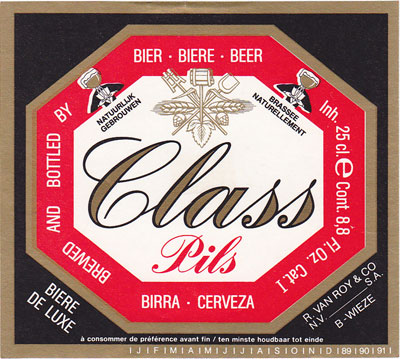 BIER · BIERE · BEER
BREWED AND BOTTLED BY
NATUURLIJK
GEBROUWEN
BRASSEE
NATURELLEMENT
Inh. 25 cl. e Cont. 8,8 Fl. Oz. Cat. I
Class
Pils
BIRRA · CERVEZA
BIERE
DE LUXE
R. VAN ROY & CO
N.V. S.A.
B.-WIEZE
à consommer de préférence avant fin / ten minste houdbaar tot einde
I J I F I M I A I M I J I J I A I S I O I N I D I 89 I 90 I 91 I